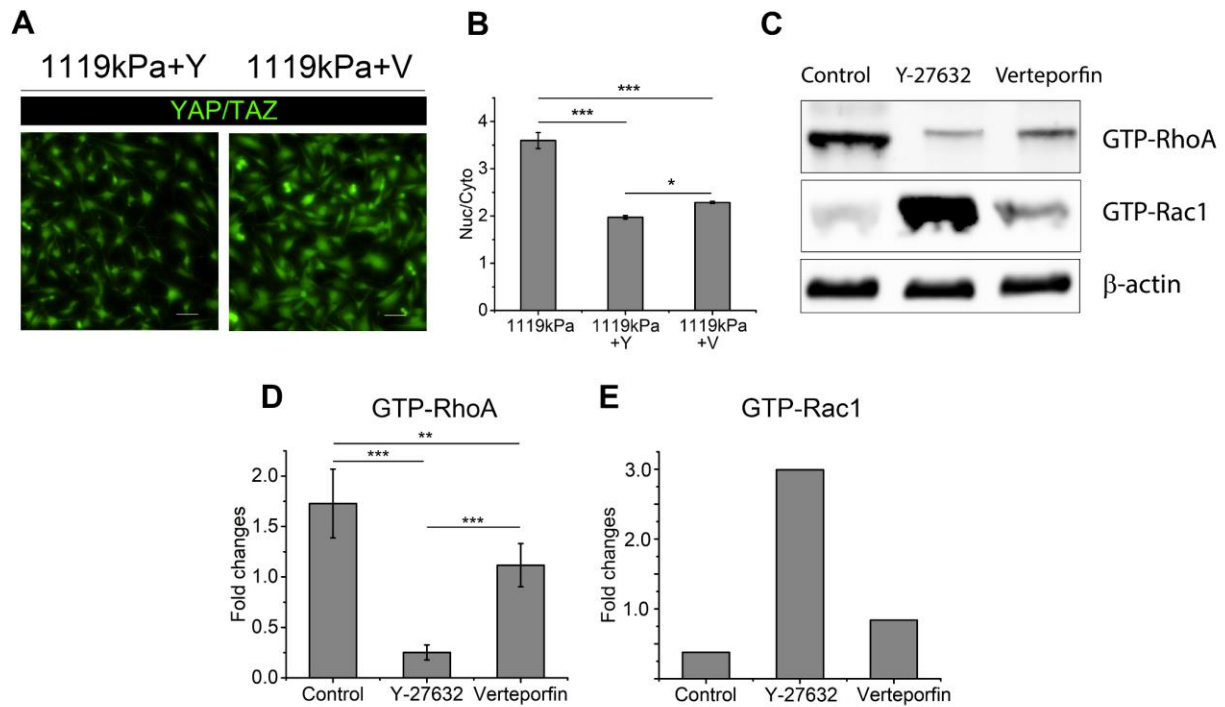 A
1119kPa+Y 1119kPa+V
YAP/TAZ
B
***
***
*
4
3
2
1
0
Nuc/Cyto
1119kPa 1119kPa 1119kPa
+Y +V
C
Control Y-27632 Verteporfin
GTP-RhoA
GTP-Rac1
β-actin
D
GTP-RhoA
**
***
***
2.0
1.5
1.0
0.5
0.0
Fold changes
Control Y-27632 Verteporfin
E
GTP-Rac1
3.0
1.0
Fold changes
Control Y-27632 Verteporfin